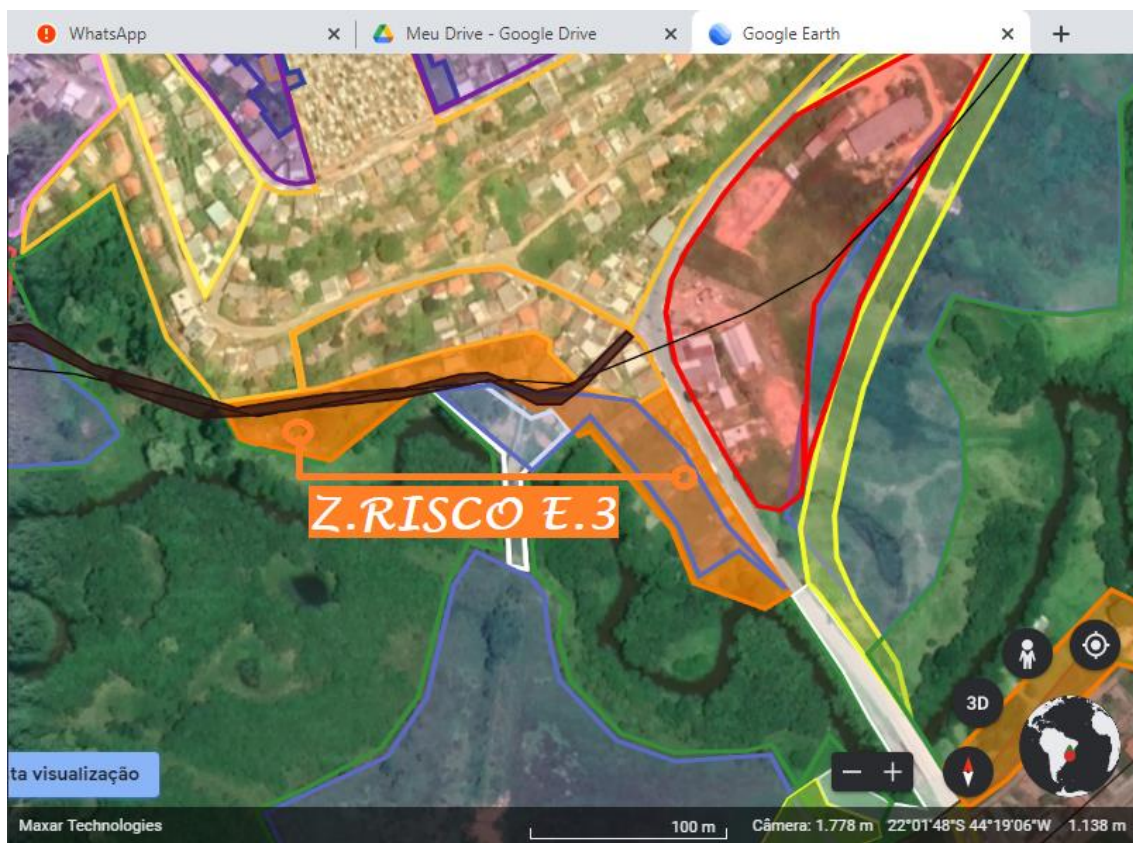 WhatsApp
Meu Drive - Google Drive
Google Earth
Z.RISCO E.3
3D
ta visualização
Maxar Technologies
100 m
Câmera: 1.778 m 22°01'48"S 44°19'06"W 1.138 m